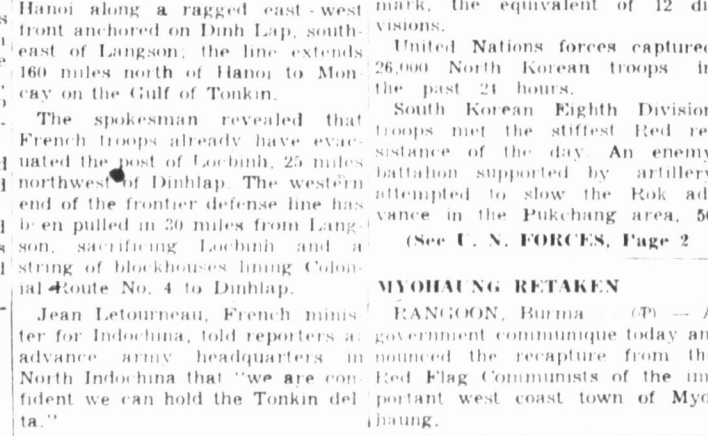 Hanoi along a ragged east-west
front anchored on Dinh Lap, south-
east of Langson; the line extends
160 miles north of Hanoi to Mon-
cay on the Gulf of Tonkin.
The spokesman revealed that
French troops already have evac-
uated the post of Locbinh, 25 miles
northwest of Dinhlap. The western
end of the frontier defense line has
been pulled in 30 miles from Lang-
son, sacrificing Locbinh and a
string of blockhouses lining Colon-
ial Route No. 4 to Dinhlap.
Jean Letourneau, French minis-
ter for Indochina, told reporters at
advance army headquarters in
North Indochina that "we are con-
fident we can hold the Tonkin del
ta."
mark, the equivalent of 12 di
visions.
United Nations forces captured
26,000 North Korean troops in
the past 24 hours.
South Korean Eighth Division
troops met the stiffest Red re-
sistance of the day. An enemy
battalion supported by artillery
attempted to slow the Rok ad
vance in the Pukchang area, 50
(See U. N. FORCES, Page 2
MYOHAUNG RETAKEN
RANGOON, Burma — (AP) — A
government communique today an
nounced the recapture from the
Red Flag Communists of the im
portant west coast town of Myo
haung.